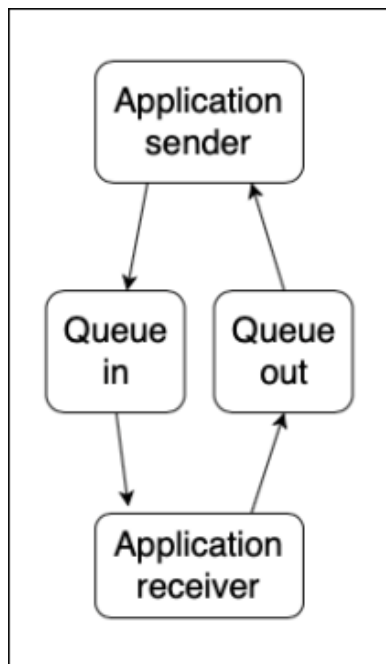 Application
sender
Queue
in
Queue
out
Application
receiver